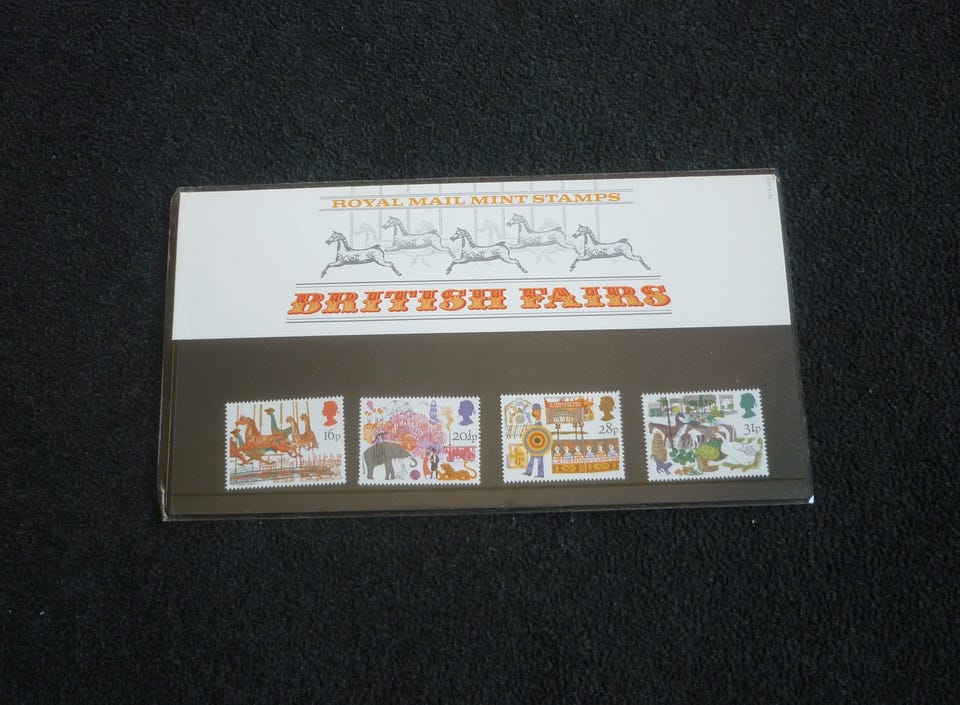 ROYAL MAIL MINT STAMPS
BRITISH FAIRS
16p
20½p
28p
31p